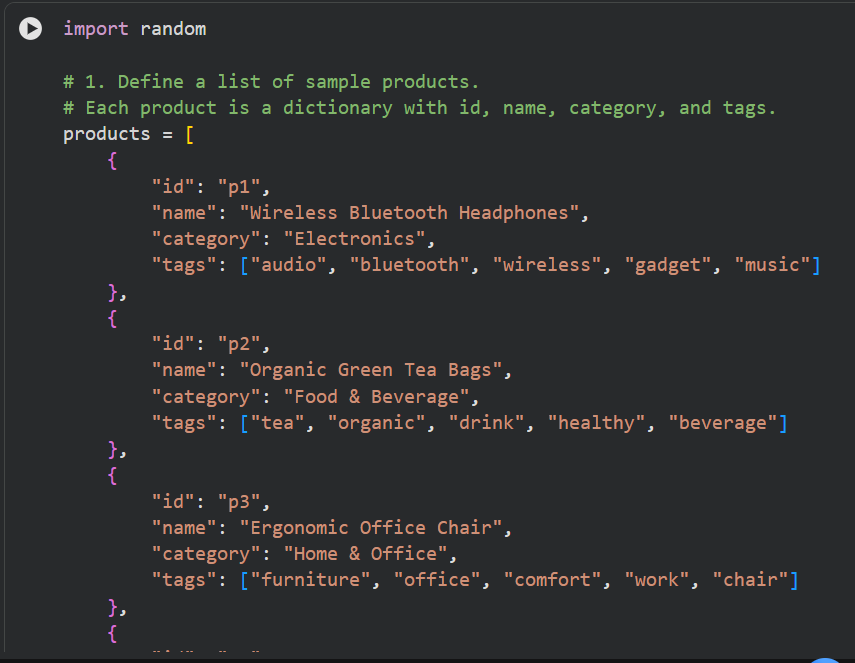 import random
# 1. Define a list of sample products.
# Each product is a dictionary with id, name, category, and tags.
products = [
    {
        "id": "p1",
        "name": "Wireless Bluetooth Headphones",
        "category": "Electronics",
        "tags": ["audio", "bluetooth", "wireless", "gadget", "music"]
    },
    {
        "id": "p2",
        "name": "Organic Green Tea Bags",
        "category": "Food & Beverage",
        "tags": ["tea", "organic", "drink", "healthy", "beverage"]
    },
    {
        "id": "p3",
        "name": "Ergonomic Office Chair",
        "category": "Home & Office",
        "tags": ["furniture", "office", "comfort", "work", "chair"]
    },
    {